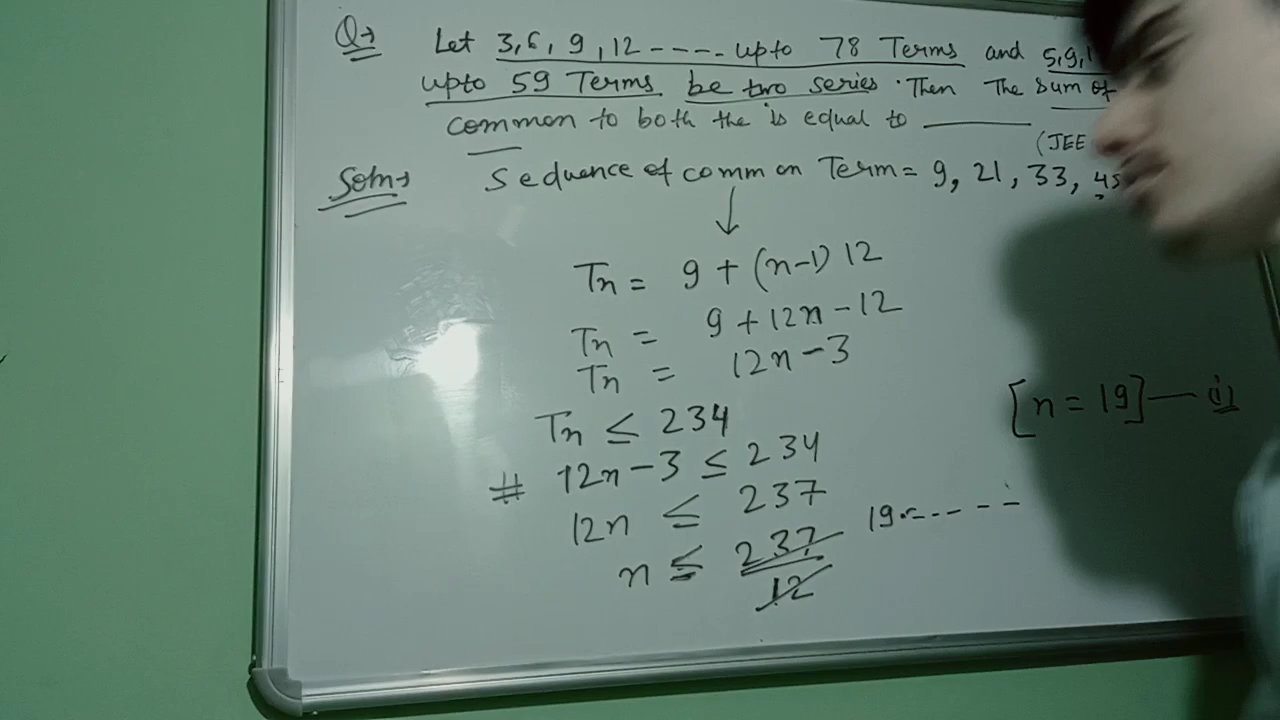 Q→ Let 3,6,9,12----. upto 78 Terms and 5,9,
upto 59 Terms be two series. Then the sum of
common to both the is equal to ______
(JEE
Soln→ Seduence of common Term = 9, 21, 33, 45
↓
Tn = 9 + (n-1) 12
Tn = 9 + 12n - 12
Tn = 12n - 3
[n = 19] — (i)
Tn ≤ 234
# 12n - 3 ≤ 234
12n ≤ 237
n ≤ 237/12 19.-----